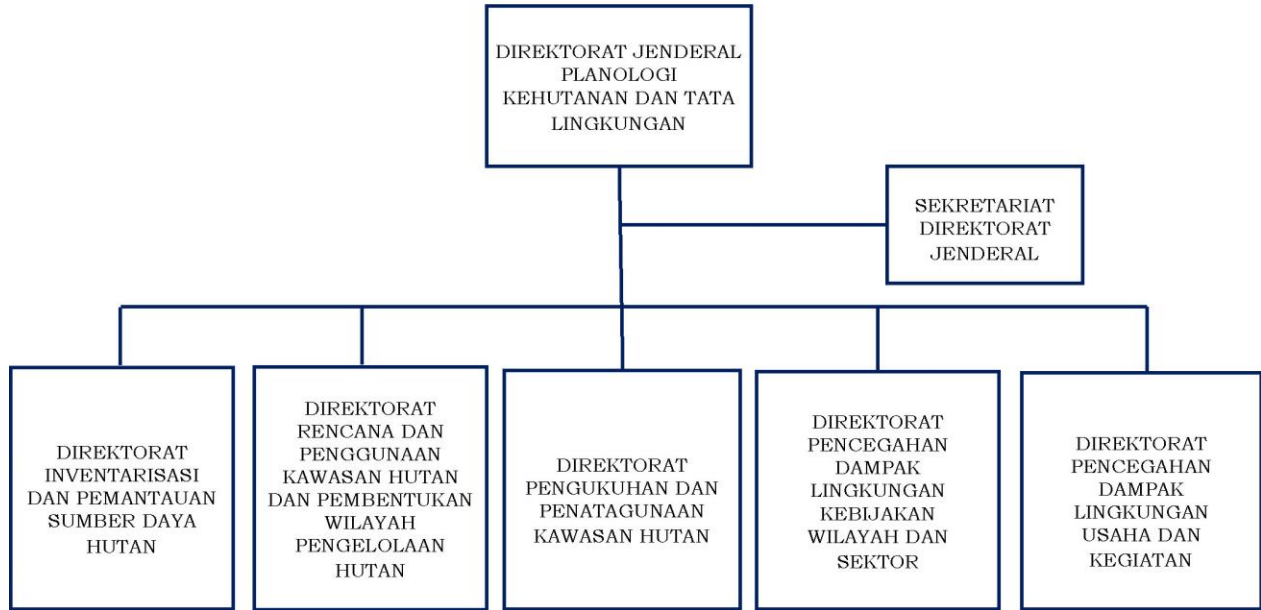 DIREKTORAT JENDERAL
PLANOLOGI
KEHUTANAN DAN TATA
LINGKUNGAN
SEKRETARIAT
DIREKTORAT
JENDERAL
DIREKTORAT
INVENTARISASI
DAN PEMANTAUAN
SUMBER DAYA
HUTAN
DIREKTORAT
RENCANA DAN
PENGGUNAAN
KAWASAN HUTAN
DAN PEMBENTUKAN
WILAYAH
PENGELOLAAN
HUTAN
DIREKTORAT
PENGUKUHAN DAN
PENATAGUNAAN
KAWASAN HUTAN
DIREKTORAT
PENCEGAHAN
DAMPAK
LINGKUNGAN
KEBIJAKAN
WILAYAH DAN
SEKTOR
DIREKTORAT
PENCEGAHAN
DAMPAK
LINGKUNGAN
USAHA DAN
KEGIATAN